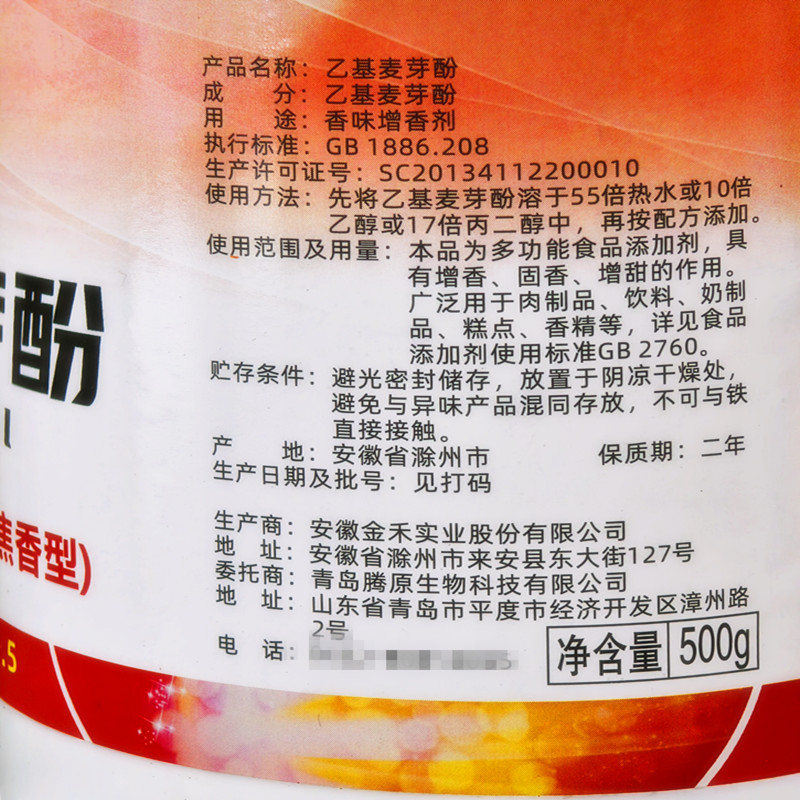 产品名称：乙基麦芽酚
成 分：乙基麦芽酚
用 途：香味增香剂
执行标准：GB 1886.208
生产许可证号：SC20134112200010
使用方法：先将乙基麦芽酚溶于55倍热水或10倍
乙醇或17倍丙二醇中，再按配方添加。
使用范围及用量：本品为多功能食品添加剂，具
有增香、固香、增甜的作用。
广泛用于肉制品、饮料、奶制
品、糕点、香精等，详见食品
添加剂使用标准GB 2760。
酚
l
贮存条件：避光密封储存，放置于阴凉干燥处，
避免与异味产品混同存放，不可与铁
直接接触。
产 地：安徽省滁州市 保质期：二年
生产日期及批号：见打码
生产商：安徽金禾实业股份有限公司
地 址：安徽省滁州市来安县东大街127号
委托商：青岛腾原生物科技有限公司
地 址：山东省青岛市平度市经济开发区漳州路
2号
电 话：
焦香型)
.5
净含量 500g